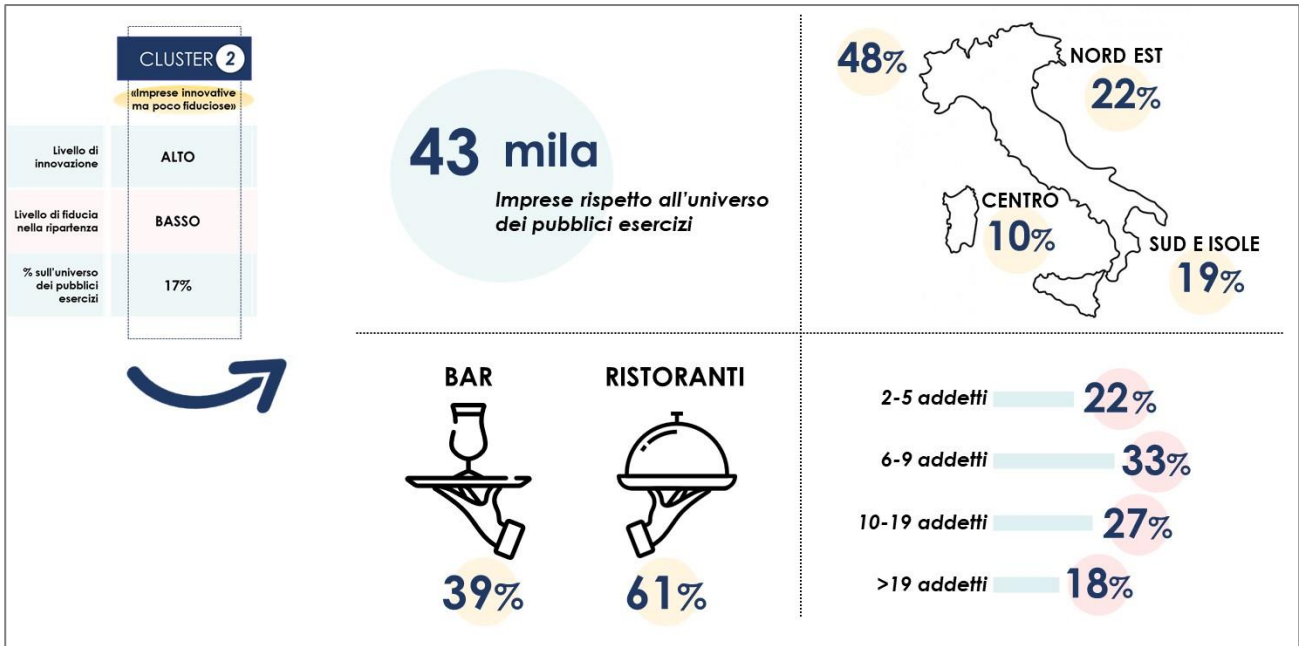 CLUSTER 2
«Imprese innovative
ma poco fiduciose»
Livello di
innovazione
ALTO
Livello di fiducia
nella ripartenza
BASSO
% sull'universo
dei pubblici
esercizi
17%
43 mila
Imprese rispetto all'universo
dei pubblici esercizi
48%
NORD EST
22%
CENTRO
10%
SUD E ISOLE
19%
BAR
39%
RISTORANTI
61%
2-5 addetti 22%
6-9 addetti 33%
10-19 addetti 27%
>19 addetti 18%